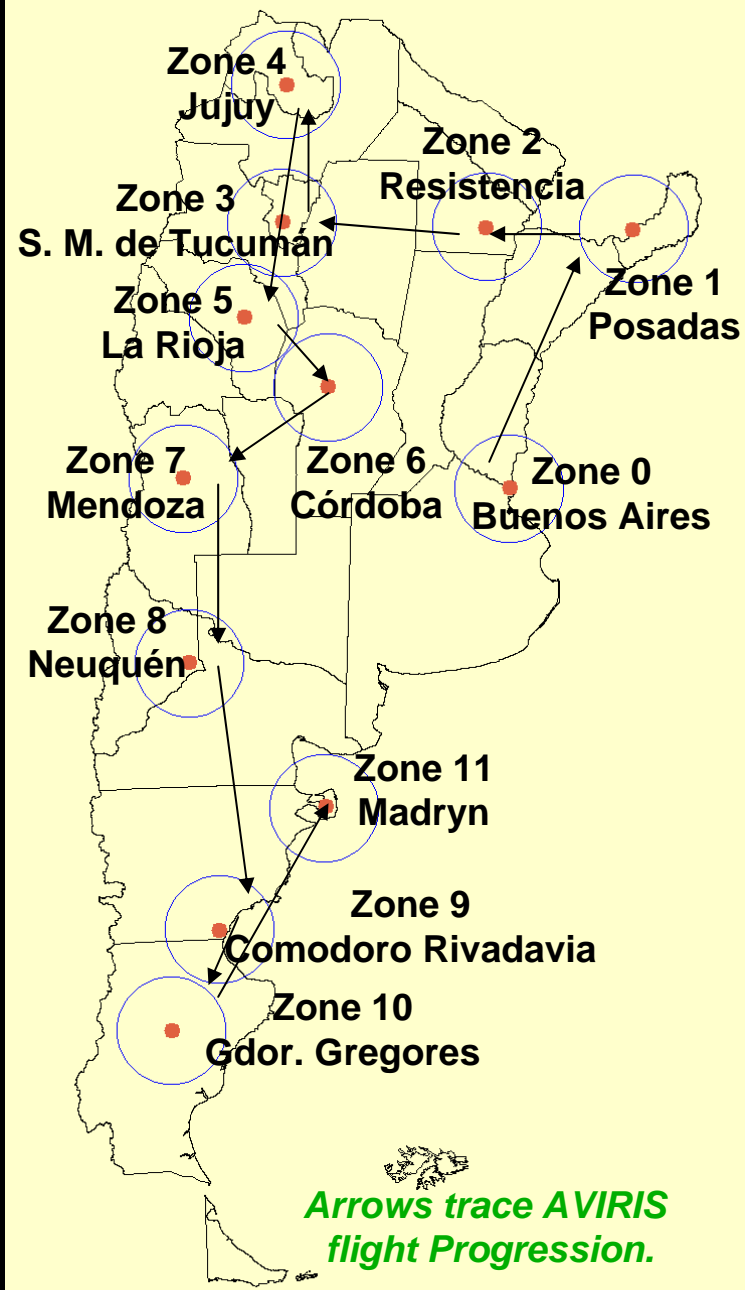 Zone 4
Jujuy
Zone 2
Resistencia
Zone 3
S. M. de Tucumán
Zone 1
Posadas
Zone 5
La Rioja
Zone 7
Mendoza
Zone 6
Córdoba
Zone 0
Buenos Aires
Zone 8
Neuquén
Zone 11
Madryn
Zone 9
Comodoro Rivadavia
Zone 10
Gdor. Gregores
Arrows trace AVIRIS
flight Progression.